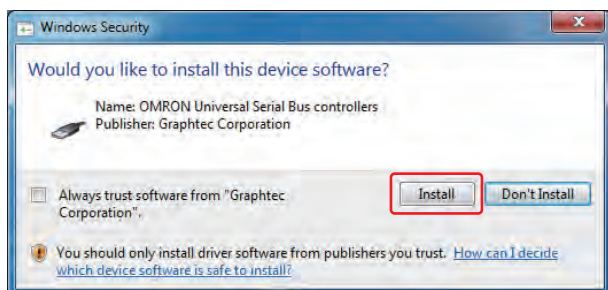 Windows Security
Would you like to install this device software?
Name: OMRON Universal Serial Bus controllers
Publisher: Graphtec Corporation
Always trust software from "Graphtec
Corporation".
Install
Don't Install
You should only install driver software from publishers you trust. How can I decide
which device software is safe to install?